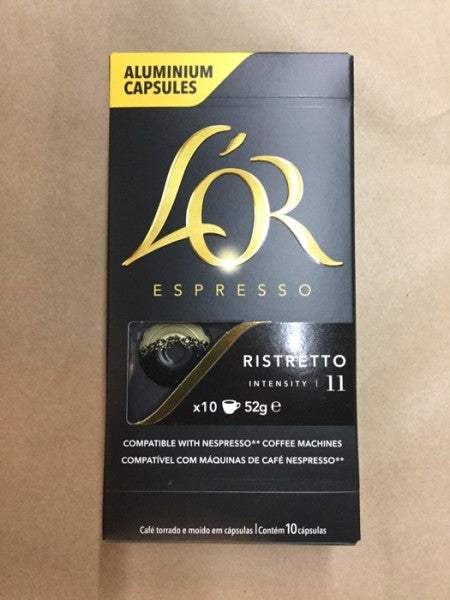 ALUMINIUM
CAPSULES
L'OR
ESPRESSO
RISTRETTO
INTENSITY | 11
x10 52g ℮
COMPATIBLE WITH NESPRESSO** COFFEE MACHINES
COMPATÍVEL COM MÁQUINAS DE CAFÉ NESPRESSO**
Café torrado e moído em cápsulas | Contém 10 cápsulas